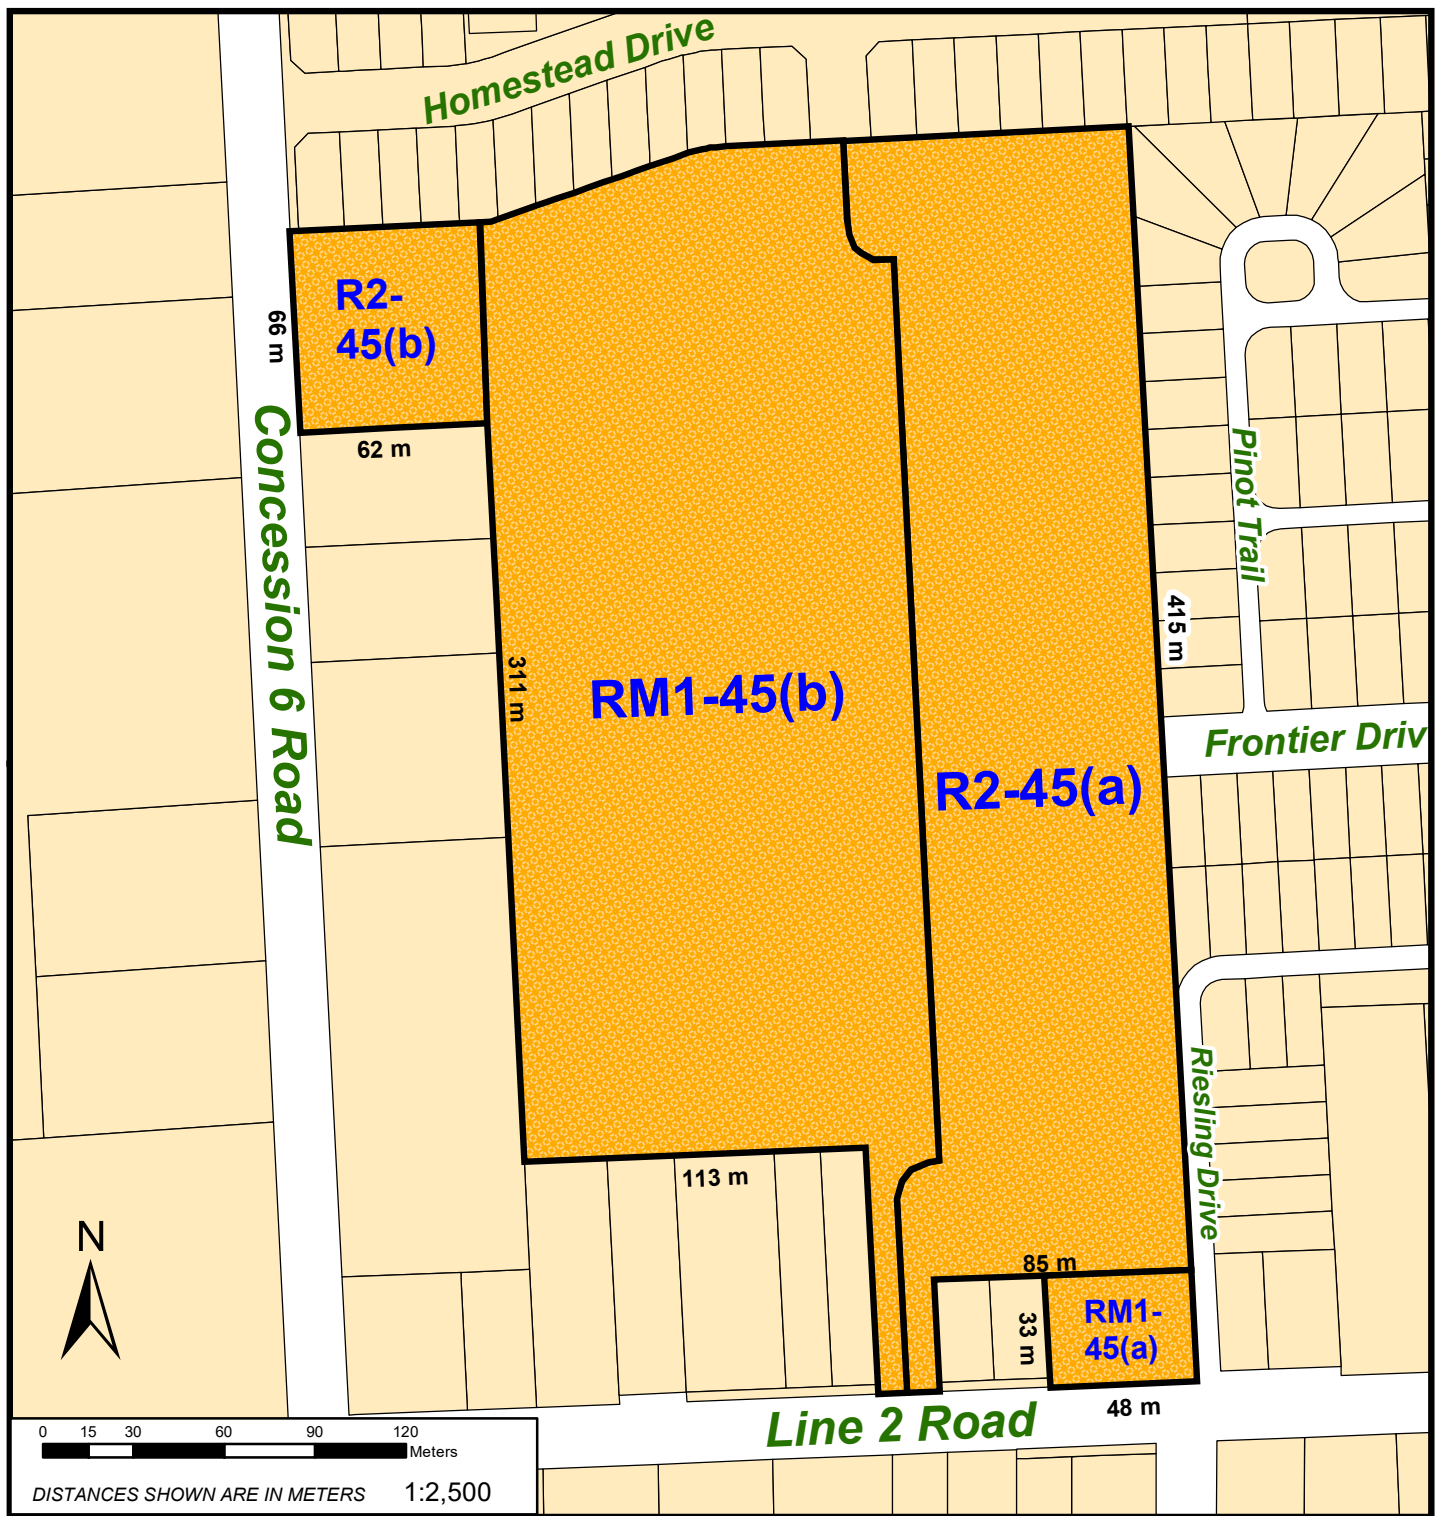 Homestead Drive
R2-
45(b)
66 m
62 m
Concession 6 Road
Pinot Trail
415 m
311 m
RM1-45(b)
Frontier Driv
R2-45(a)
Riesling Drive
113 m
N
85 m
33 m
RM1-
45(a)
48 m
Line 2 Road
0 15 30 60 90 120
Meters
DISTANCES SHOWN ARE IN METERS 1:2,500